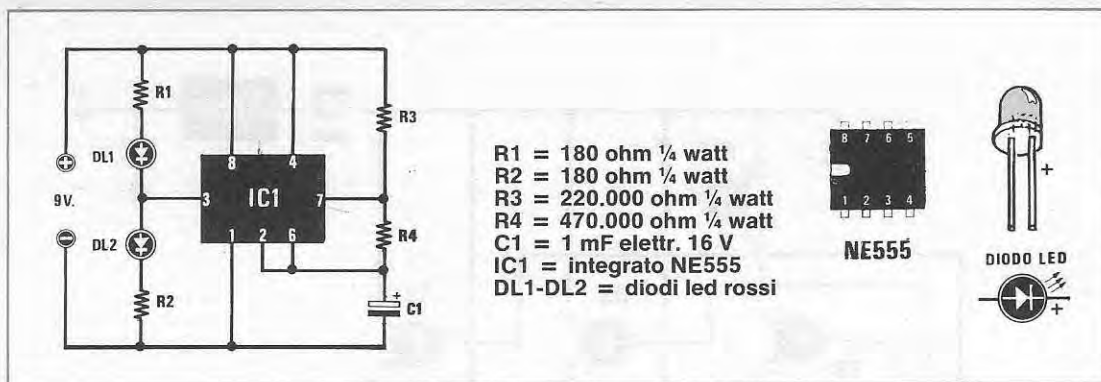 R1
DL1
9V.
DL2
R2
8
4
3
IC1
7
1
2
6
R3
R4
+
C1
R1 = 180 ohm ¼ watt
R2 = 180 ohm ¼ watt
R3 = 220.000 ohm ¼ watt
R4 = 470.000 ohm ¼ watt
C1 = 1 mF elettr. 16 V
IC1 = integrato NE555
DL1-DL2 = diodi led rossi
8 7 6 5
1 2 3 4
NE555
+
DIODO LED
+